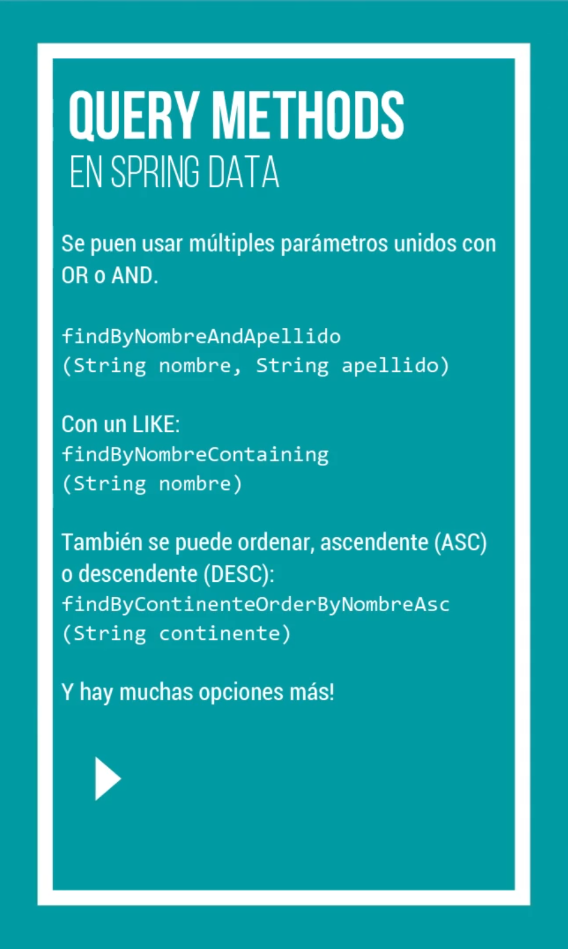 QUERY METHODS
EN SPRING DATA
Se puen usar múltiples parámetros unidos con
OR o AND.
findByNombreAndApellido
(String nombre, String apellido)
Con un LIKE:
findByNombreContaining
(String nombre)
También se puede ordenar, ascendente (ASC)
o descendente (DESC):
findByContinenteOrderByNombreAsc
(String continente)
Y hay muchas opciones más!